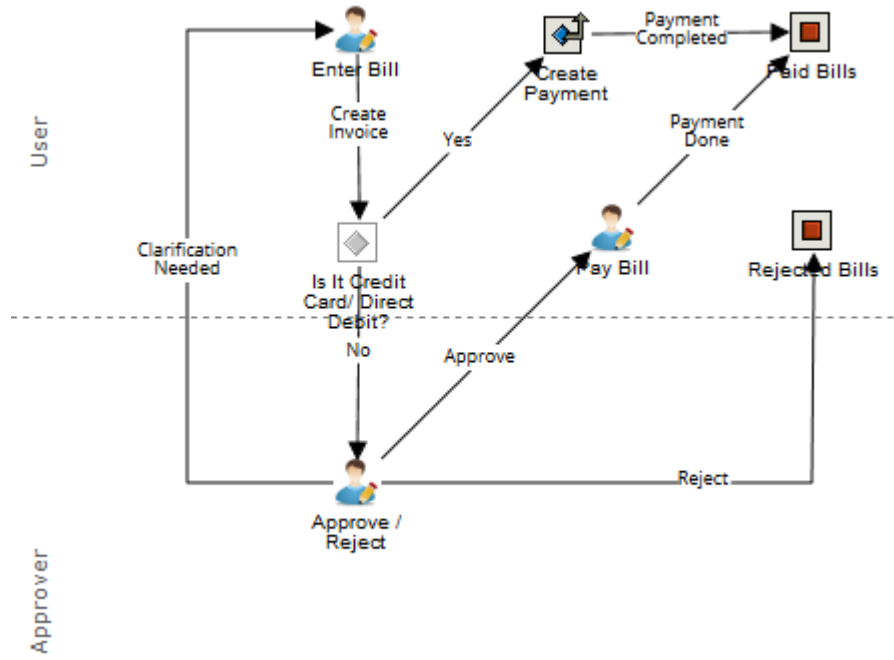 Enter Bill
Create
Payment
Payment
Completed
Paid Bills
Create
Invoice
Yes
Payment
Done
User
Clarification
Needed
Is It Credit
Card/ Direct
Debit?
Pay Bill
Rejected Bills
No
Approve
Approve /
Reject
Reject
Approver